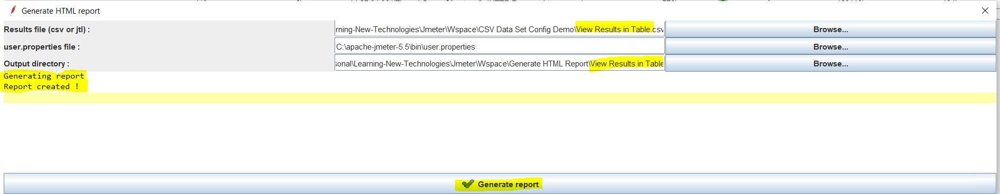 Generate HTML report
Results file (csv or jtl) : rning-New-Technologies\Jmeter\Wspace\CSV Data Set Config Demo\View Results in Table.csv Browse...
user.properties file : C:\apache-jmeter-5.5\bin\user.properties Browse...
Output directory : sonal\Learning-New-Technologies\Jmeter\Wspace\Generate HTML Report\View Results in Table Browse...
Generating report
Report created !
Generate report